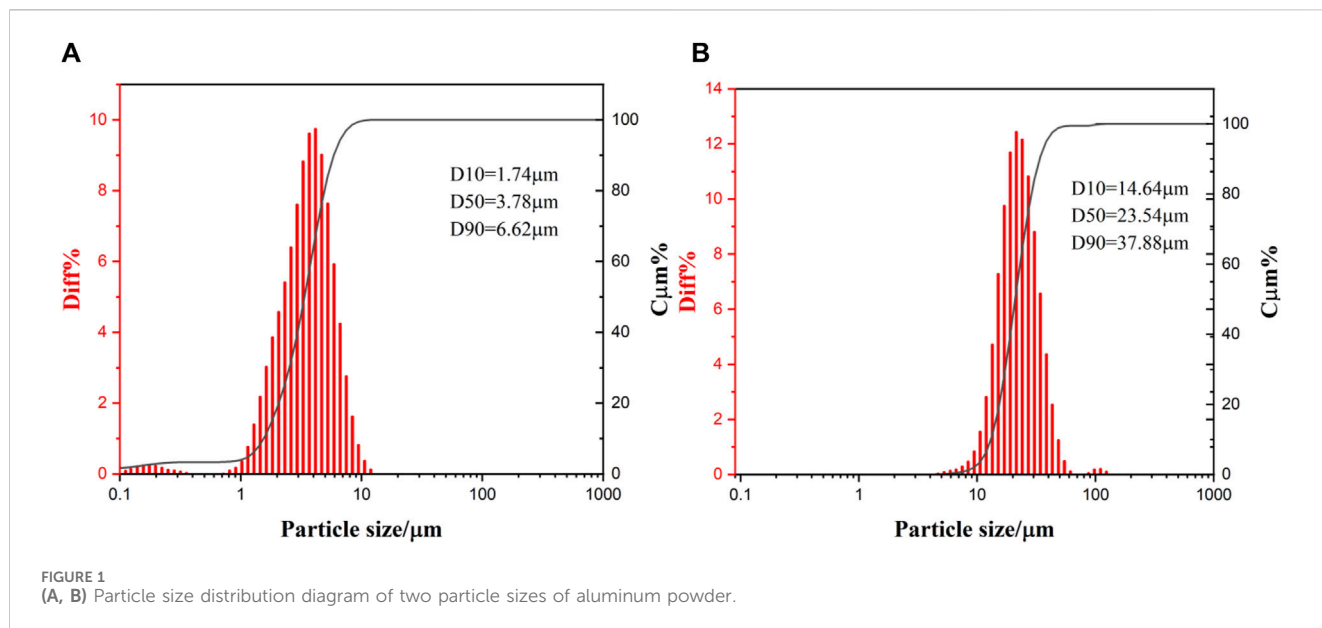 A
Diff%
10
8
6
4
2
0
D10=1.74μm
D50=3.78μm
D90=6.62μm
100
80
60
40
20
0
Cμm%
0.1 1 10 100 1000
Particle size/μm
B
Diff%
14
12
10
8
6
4
2
0
D10=14.64μm
D50=23.54μm
D90=37.88μm
100
80
60
40
20
0
Cμm%
0.1 1 10 100 1000
Particle size/μm
FIGURE 1
(A, B) Particle size distribution diagram of two particle sizes of aluminum powder.